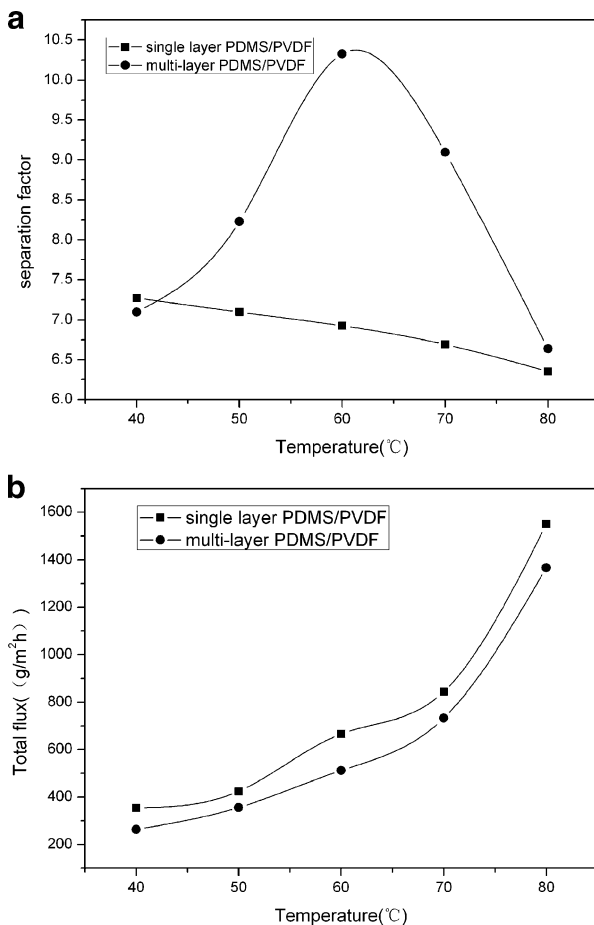 a
10.5
10.0
9.5
9.0
8.5
8.0
7.5
7.0
6.5
6.0
separation factor
single layer PDMS/PVDF
multi-layer PDMS/PVDF
40 50 60 70 80
Temperature(℃)
b
1600
1400
1200
1000
800
600
400
200
Total flux(（g/m²h）)
single layer PDMS/PVDF
multi-layer PDMS/PVDF
40 50 60 70 80
Temperature(℃)